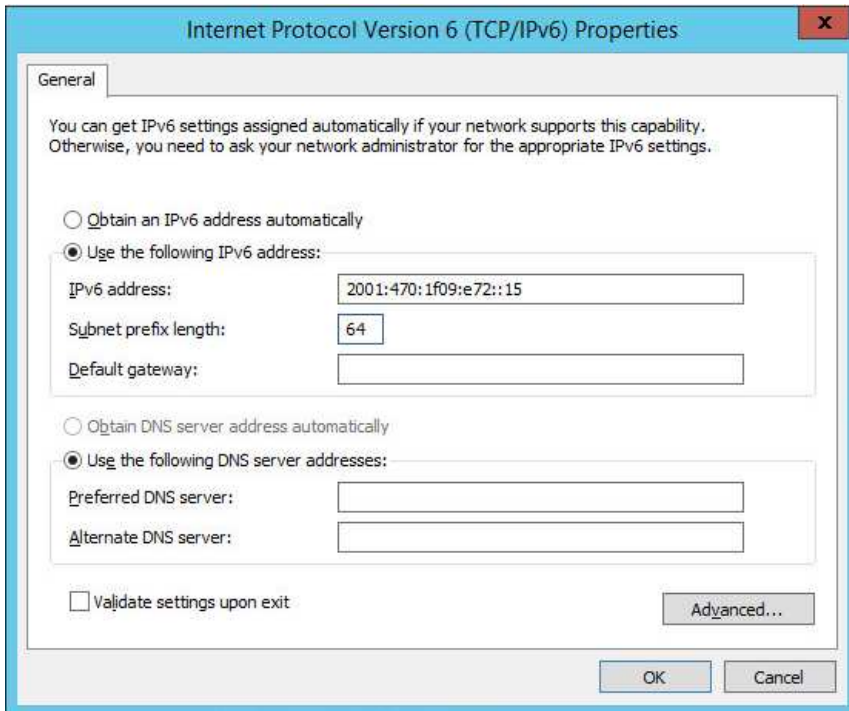 Internet Protocol Version 6 (TCP/IPv6) Properties
x
General
You can get IPv6 settings assigned automatically if your network supports this capability.
Otherwise, you need to ask your network administrator for the appropriate IPv6 settings.
Obtain an IPv6 address automatically
Use the following IPv6 address:
IPv6 address: 2001:470:1f09:e72::15
Subnet prefix length: 64
Default gateway:
Obtain DNS server address automatically
Use the following DNS server addresses:
Preferred DNS server:
Alternate DNS server:
Validate settings upon exit
Advanced...
OK Cancel